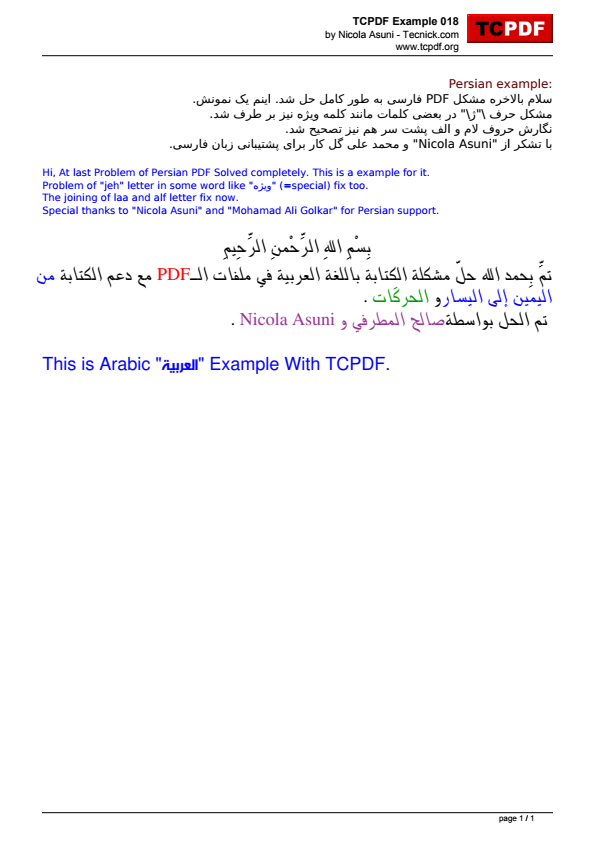 TCPDF Example 018
by Nicola Asuni - Tecnick.com
www.tcpdf.org
TCPDF
Persian example:
سلام بالاخره مشکل PDF فارسی به طور کامل حل شد. اینم یک نمونش.
مشکل حرف \"ژ\" در بعضی کلمات مانند کلمه ویژه نیز بر طرف شد.
نگارش حروف لام و الف پشت سر هم نیز تصحیح شد.
با تشکر از "Nicola Asuni" و محمد علی گل کار برای پشتیبانی زبان فارسی.
Hi, At last Problem of Persian PDF Solved completely. This is a example for it.
Problem of "jeh" letter in some word like "ویژه" (=special) fix too.
The joining of laa and alf letter fix now.
Special thanks to "Nicola Asuni" and "Mohamad Ali Golkar" for Persian support.
بِسْمِ اللهِ الرَّحْمنِ الرَّحِيمِ
تمَّ بِحمد الله حلّ مشكلة الكتابة باللغة العربية في ملفات الـPDF مع دعم الكتابة من
اليمين إلى اليسارو الحركَات .
تم الحل بواسطةصالح المطرفي و Nicola Asuni .
This is Arabic "العربية" Example With TCPDF.
page 1 / 1